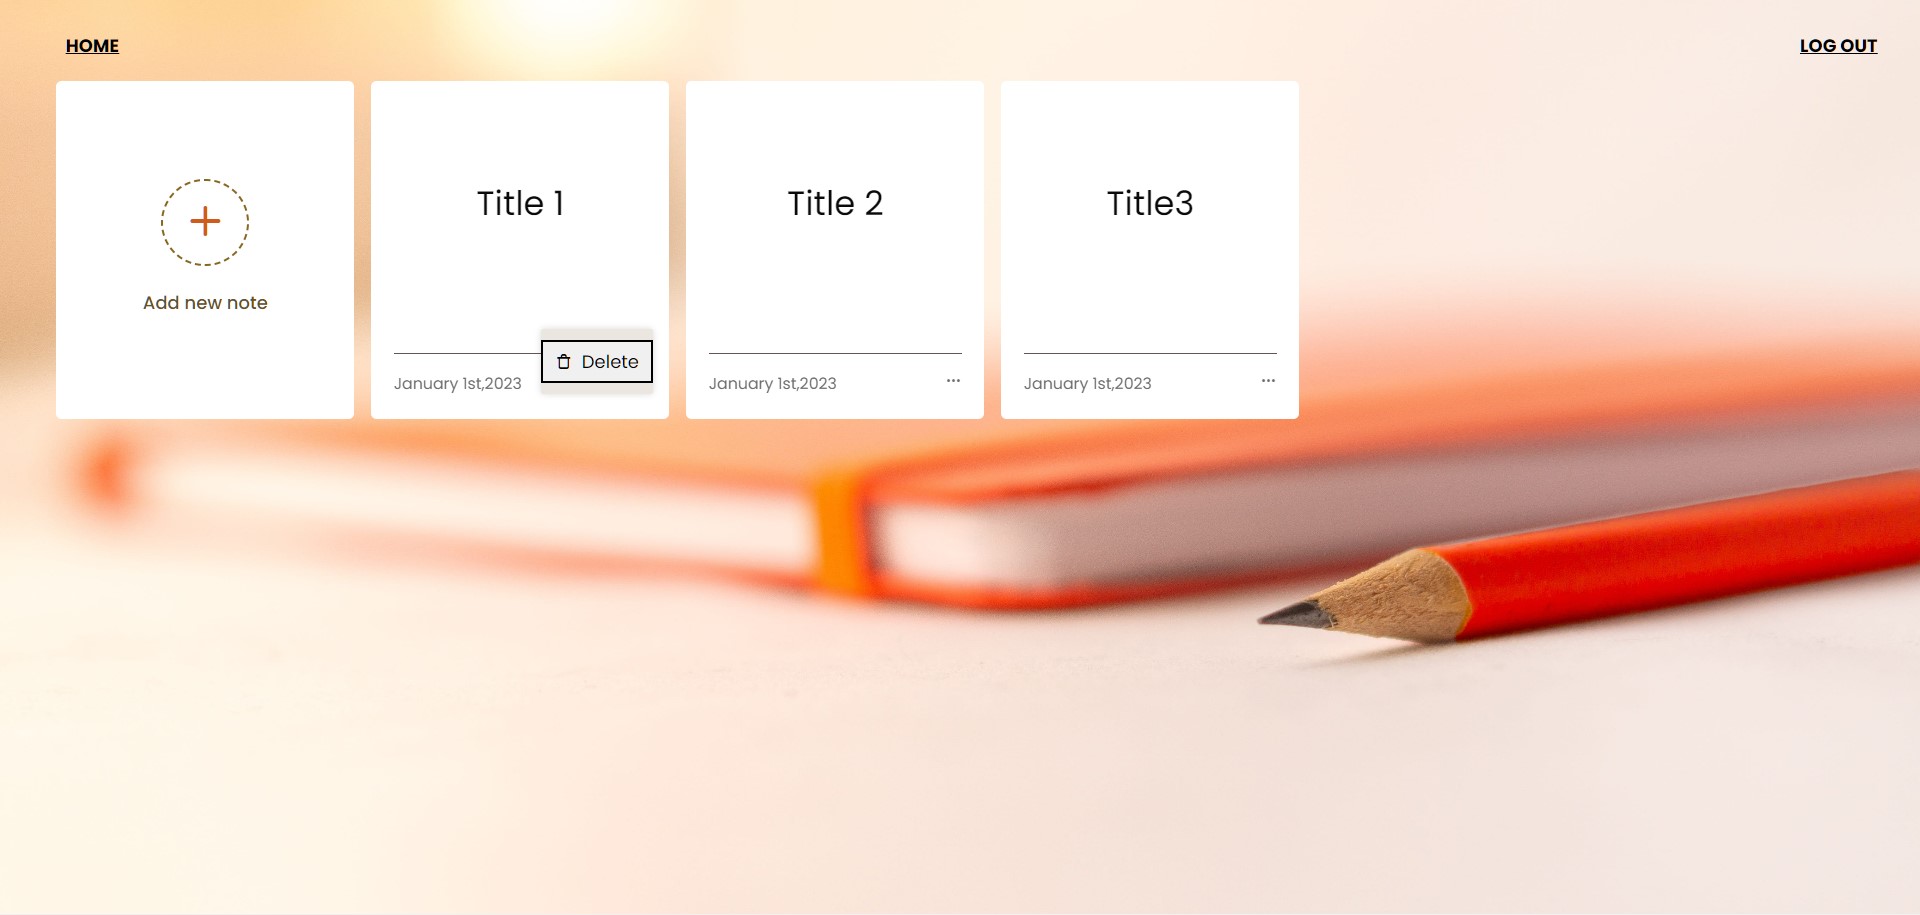 HOME
LOG OUT
Add new note
Title 1
Delete
January 1st,2023
Title 2
January 1st,2023
Title3
January 1st,2023